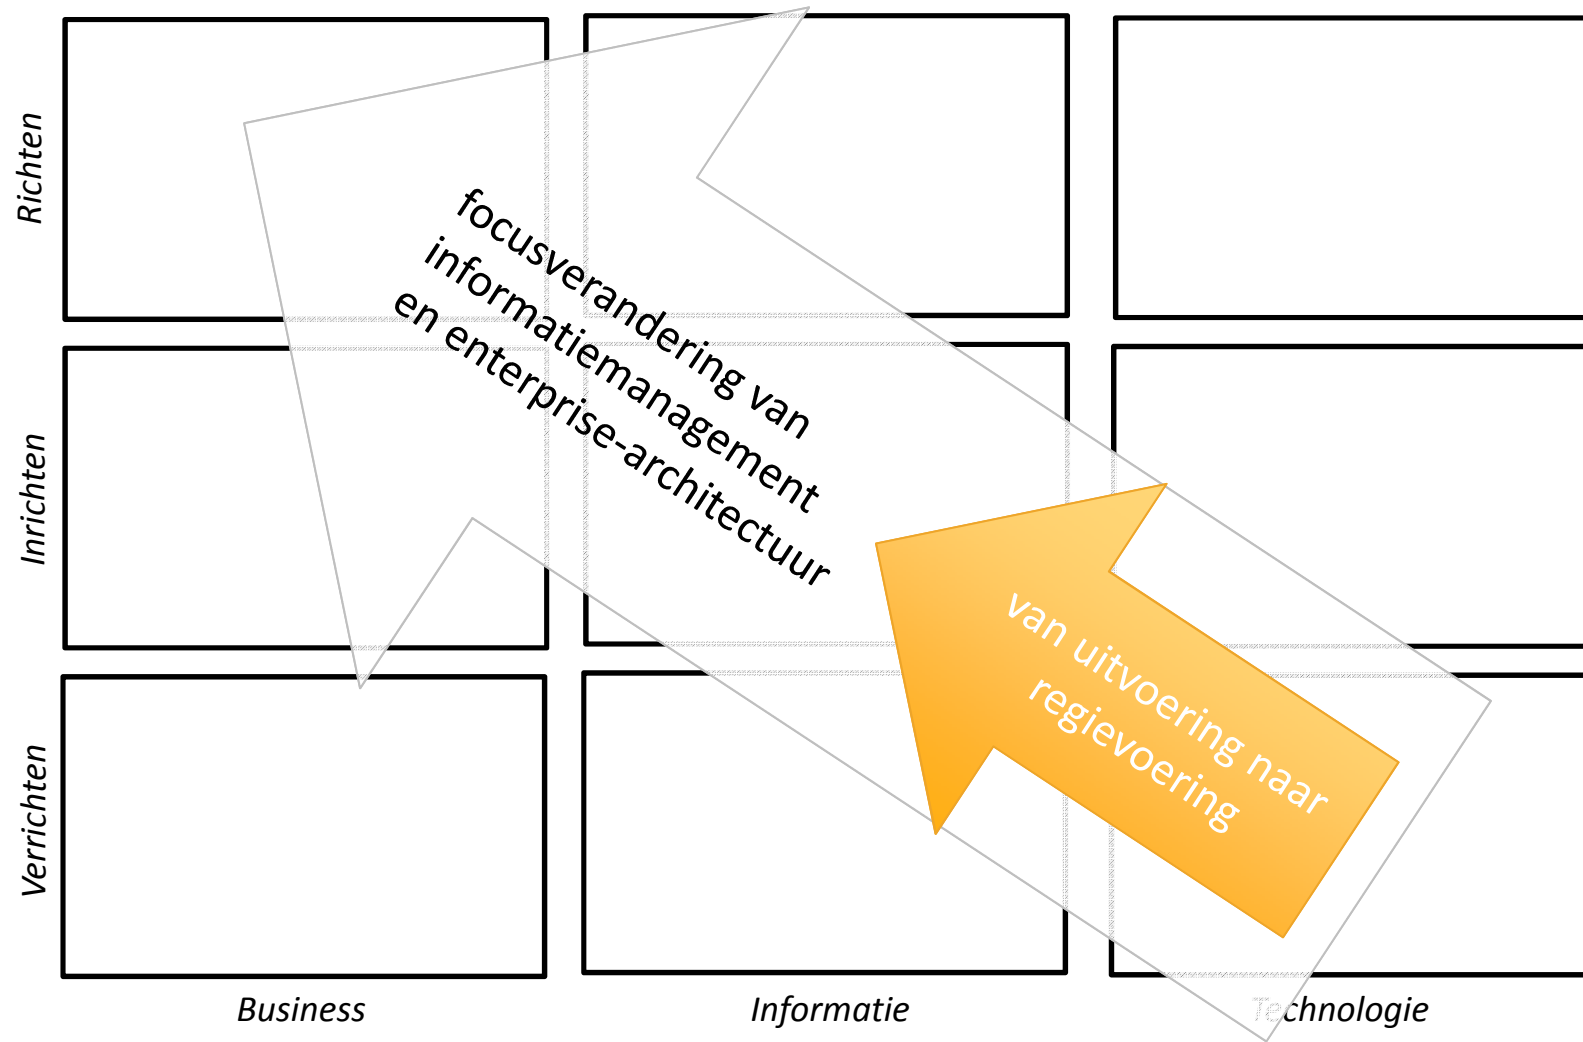 Richten
focusverandering van
informatiemanagement
en enterprise-architectuur
Inrichten
van uitvoering naar
regievoering
Verrichten
Business
Informatie
Technologie